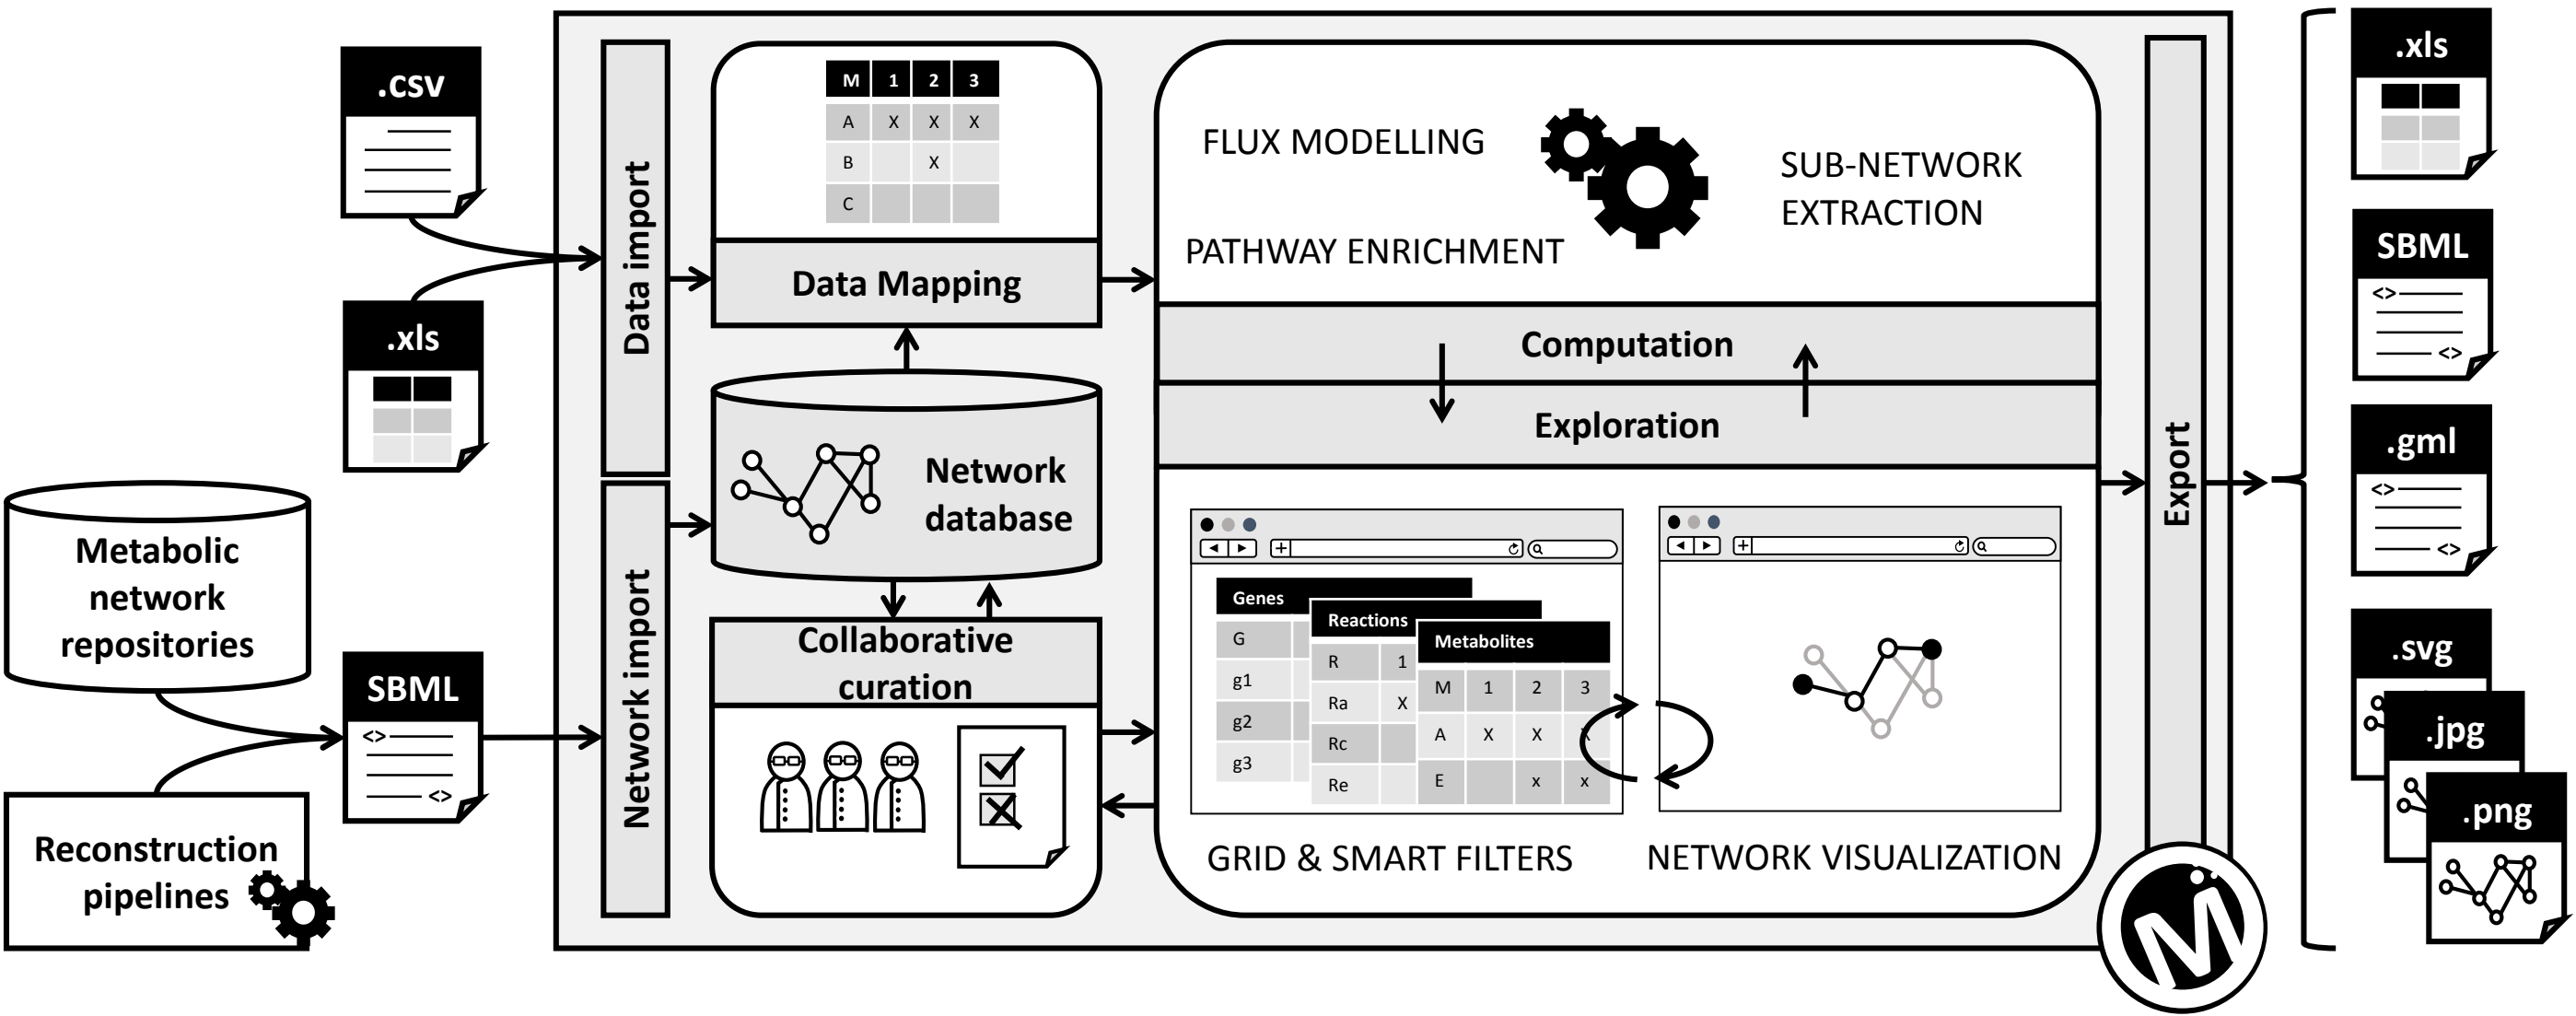 .csv
.xls
Metabolic
network
repositories
Reconstruction
pipelines
SBML
<>
<>
Data import
Network import
M 1 2 3
A X X X
B X
C
Data Mapping
Network
database
Collaborative
curation
FLUX MODELLING
SUB-NETWORK
EXTRACTION
PATHWAY ENRICHMENT
Computation
Exploration
Genes
G
g1
g2
g3
Reactions
R 1
Ra X
Rc
Re
Metabolites
M 1 2 3
A X X X
E x x
GRID & SMART FILTERS
NETWORK VISUALIZATION
Export
M
.xls
SBML
<>
<>
.gml
<>
<>
.svg
.jpg
.png